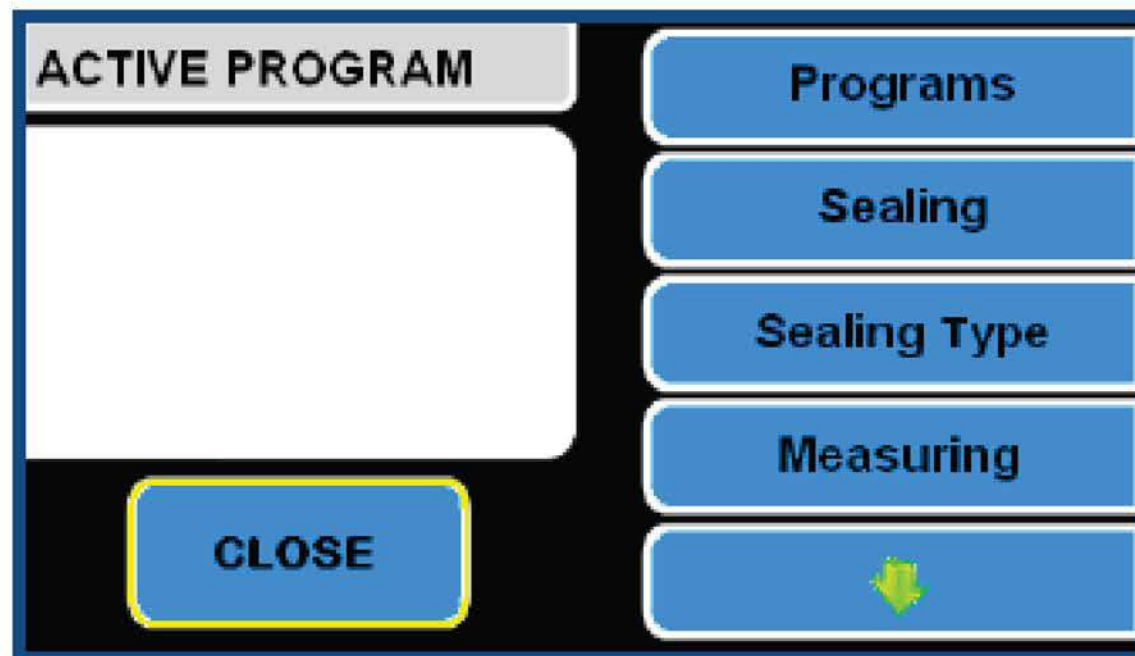 ACTIVE PROGRAM
CLOSE
Programs
Sealing
Sealing Type
Measuring